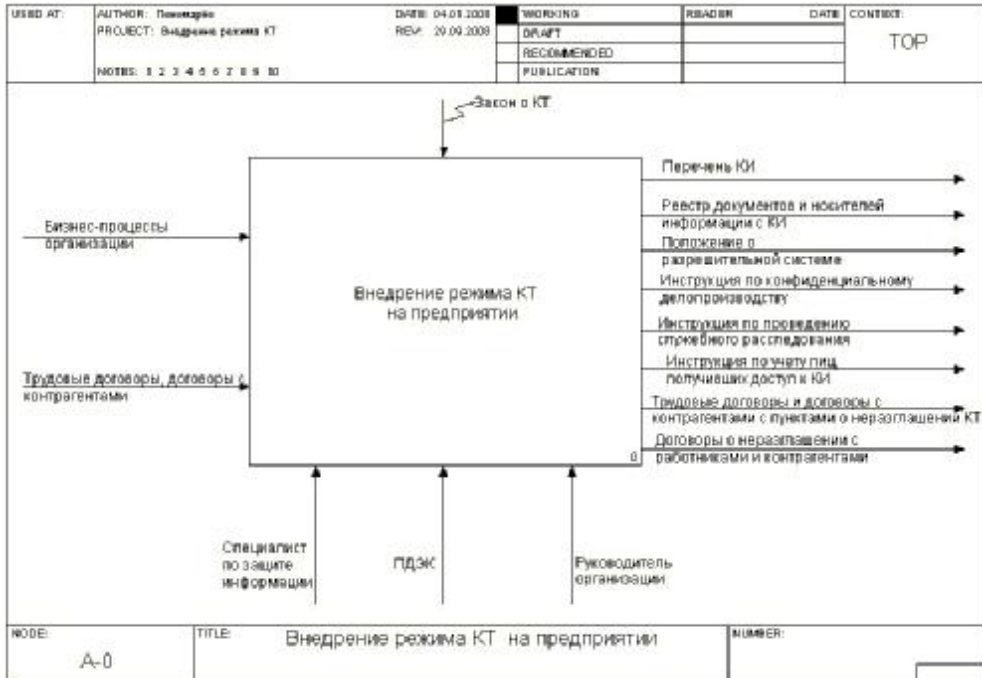 USED AT:
AUTHOR: Пономарёв
DATE: 04.05.2008
WORKING
READER
DATE
CONTEXT:
PROJECT: Внедрение режима КТ
REV: 29.09.2008
DRAFT
TOP
RECOMMENDED
NOTES: 1 2 3 4 5 6 7 8 9 10
PUBLICATION
Закон о КТ
Бизнес-процессы
организации
Трудовые договоры, договоры с
контрагентами
Внедрение режима КТ
на предприятии
0
Перечень КИ
Реестр документов и носителей
информации с КИ
Положение о
разрешительной системе
Инструкция по конфиденциальному
делопроизводству
Инструкция по проведению
служебного расследования
Инструкция по учету лиц,
получивших доступ к КИ
Трудовые договоры и договоры с
контрагентами с пунктами о неразглашении КТ
Договоры о неразглашении с
работниками и контрагентами
Специалист
по защите
информации
ПДЭК
Руководитель
организации
NODE:
TITLE:
Внедрение режима КТ на предприятии
NUMBER:
A-0